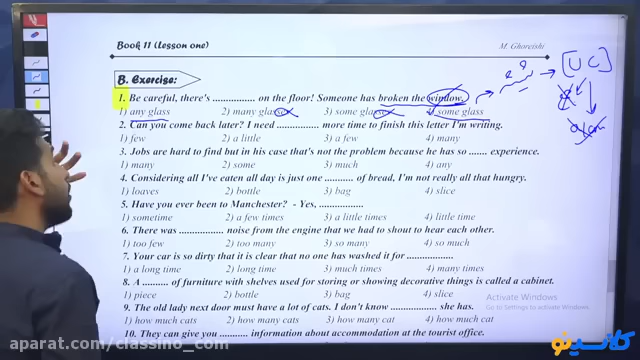 Book 11 (Lesson one)
M. Ghoreishi
B. Exercise:
1. Be careful, there's ................ on the floor! Someone has broken the window.
1) any glass 2) many glasses 3) some glasses 4) some glass
شیشه
[UC]
2. Can you come back later? I need ............... more time to finish this letter I'm writing.
1) few 2) a little 3) a few 4) many
3. Jobs are hard to find but in his case that's not the problem because he has so ....... experience.
1) many 2) some 3) much 4) any
4. Considering all I've eaten all day is just one ................ of bread, I'm not really all that hungry.
1) loaves 2) bottle 3) bag 4) slice
5. Have you ever been to Manchester? - Yes, ................
1) sometime 2) a few times 3) a little times 4) little time
6. There was ................ noise from the engine that we had to shout to hear each other.
1) too few 2) too many 3) so many 4) so much
7. Your car is so dirty that it is clear that no one has washed it for ................
1) a long time 2) long time 3) much times 4) many times
8. A .......... of furniture with shelves used for storing or showing decorative things is called a cabinet.
1) piece 2) bottle 3) bag 4) slice
9. The old lady next door must have a lot of cats. I don't know ................ she has.
1) how much cats 2) how many cats 3) how many cat 4) how much cat
10. They can give you .......... information about accommodation at the tourist office.
Activate Windows
Go to Settings to activate Windows.
aparat.com/classino_com
کلاسینو